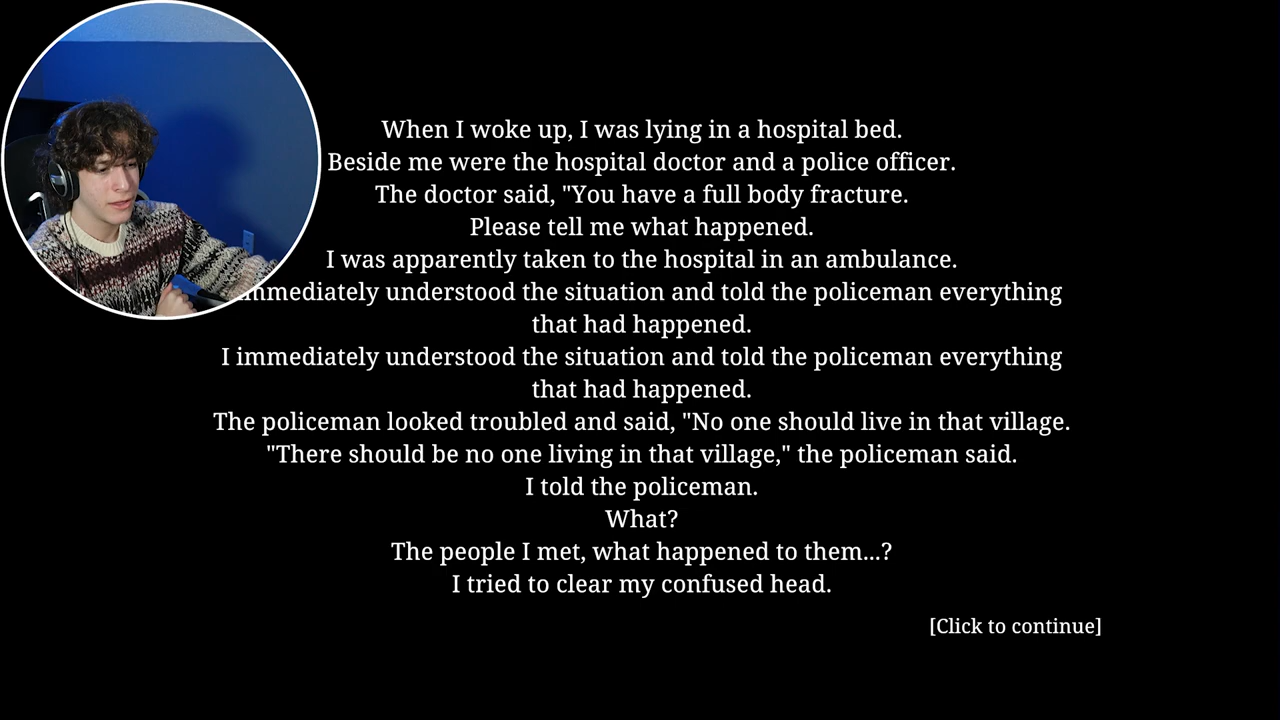 When I woke up, I was lying in a hospital bed.
Beside me were the hospital doctor and a police officer.
The doctor said, "You have a full body fracture.
Please tell me what happened.
I was apparently taken to the hospital in an ambulance.
immediately understood the situation and told the policeman everything
that had happened.
I immediately understood the situation and told the policeman everything
that had happened.
The policeman looked troubled and said, "No one should live in that village.
"There should be no one living in that village," the policeman said.
I told the policeman.
What?
The people I met, what happened to them...?
I tried to clear my confused head.
[Click to continue]